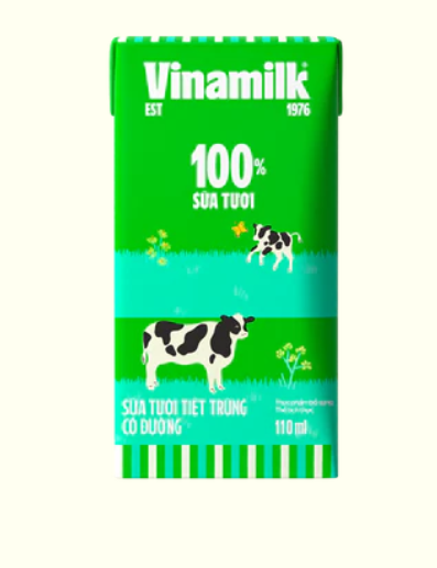 Vinamilk
EST 1976
100%
SỮA TƯƠI
SỮA TƯƠI TIỆT TRÙNG
CÓ ĐƯỜNG
110 ml